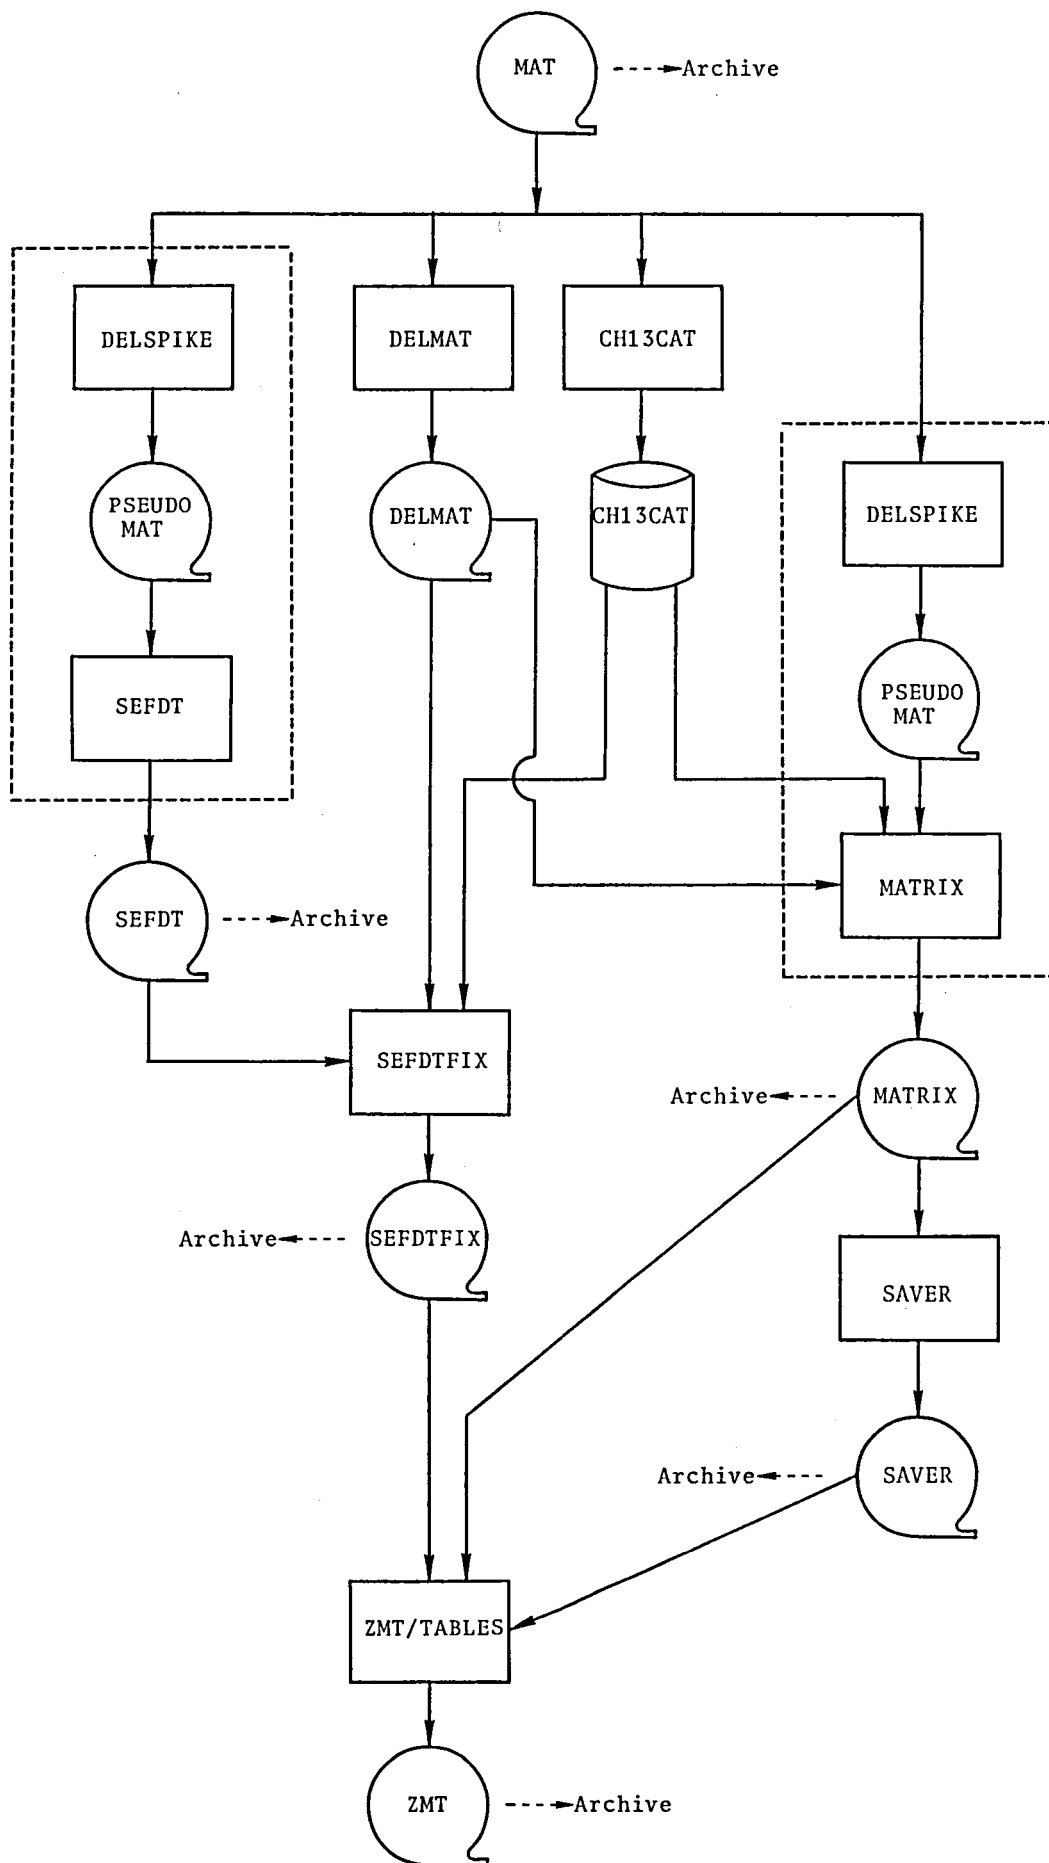 MAT
Archive
DELSPIKE
DELMAT
CH13CAT
PSEUDO
MAT
DELMAT
CH13CAT
DELSPIKE
SEFDT
PSEUDO
MAT
MATRIX
SEFDT
Archive
SEFDTFIX
Archive
MATRIX
Archive
SEFDTFIX
SAVER
Archive
SAVER
ZMT/TABLES
ZMT
Archive